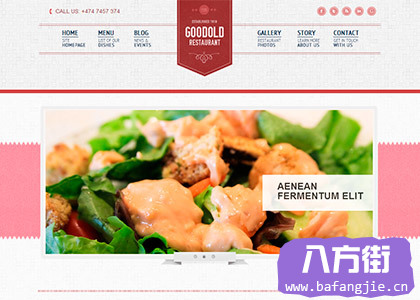 CALL US: +474 7457 374
HOME
SITE
HOMEPAGE
MENU
LIST OF OUR
DISHES
BLOG
NEWS &
EVENTS
ESTABLISHED 1974
GOODOLD
RESTAURANT
GALLERY
RESTAURANT
PHOTOS
STORY
LEARN MORE
ABOUT US
CONTACT
GET IN TOUCH
WITH US
AENEAN
FERMENTUM ELIT
八方街
www.bafangjie.cn